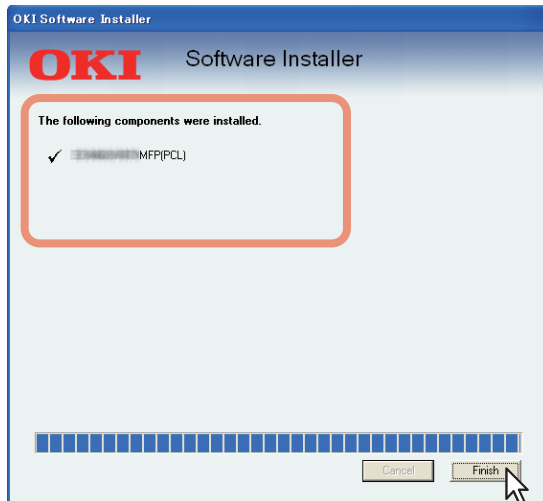 OKI Software Installer
OKI
Software Installer
The following components were installed.
MFP(PCL)
Cancel
Finish